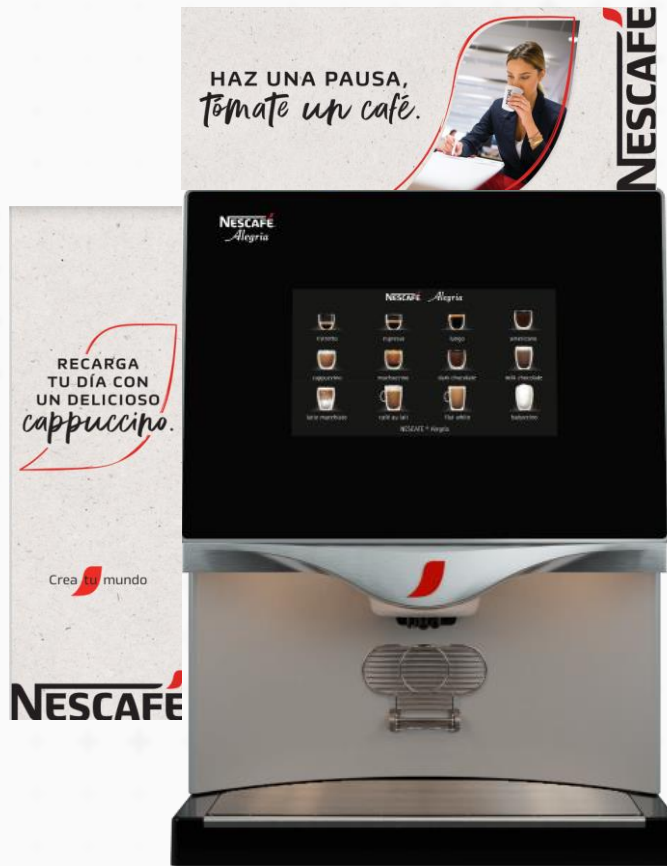 HAZ UNA PAUSA,
tómate un café.
NESCAFÉ
NESCAFÉ
Alegria
NESCAFÉ Alegria
ristretto espresso lungo americano
cappuccino mochaccino dark chocolate milk chocolate
latte macchiato café au lait flat white babyccino
NESCAFÉ ® Alegria
RECARGA
TU DÍA CON
UN DELICIOSO
cappuccino.
Crea tu mundo
NESCAFÉ